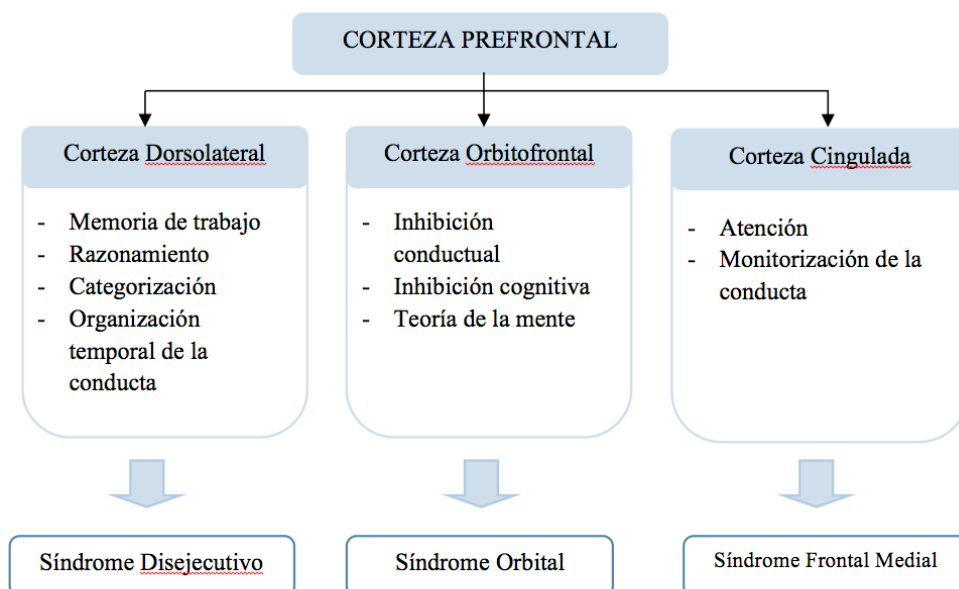 CORTEZA PREFRONTAL
Corteza Dorsolateral
- Memoria de trabajo
- Razonamiento
- Categorización
- Organización
temporal de la
conducta
Síndrome Disejecutivo
Corteza Orbitofrontal
- Inhibición
conductual
- Inhibición cognitiva
- Teoría de la mente
Síndrome Orbital
Corteza Cingulada
- Atención
- Monitorización de la
conducta
Síndrome Frontal Medial